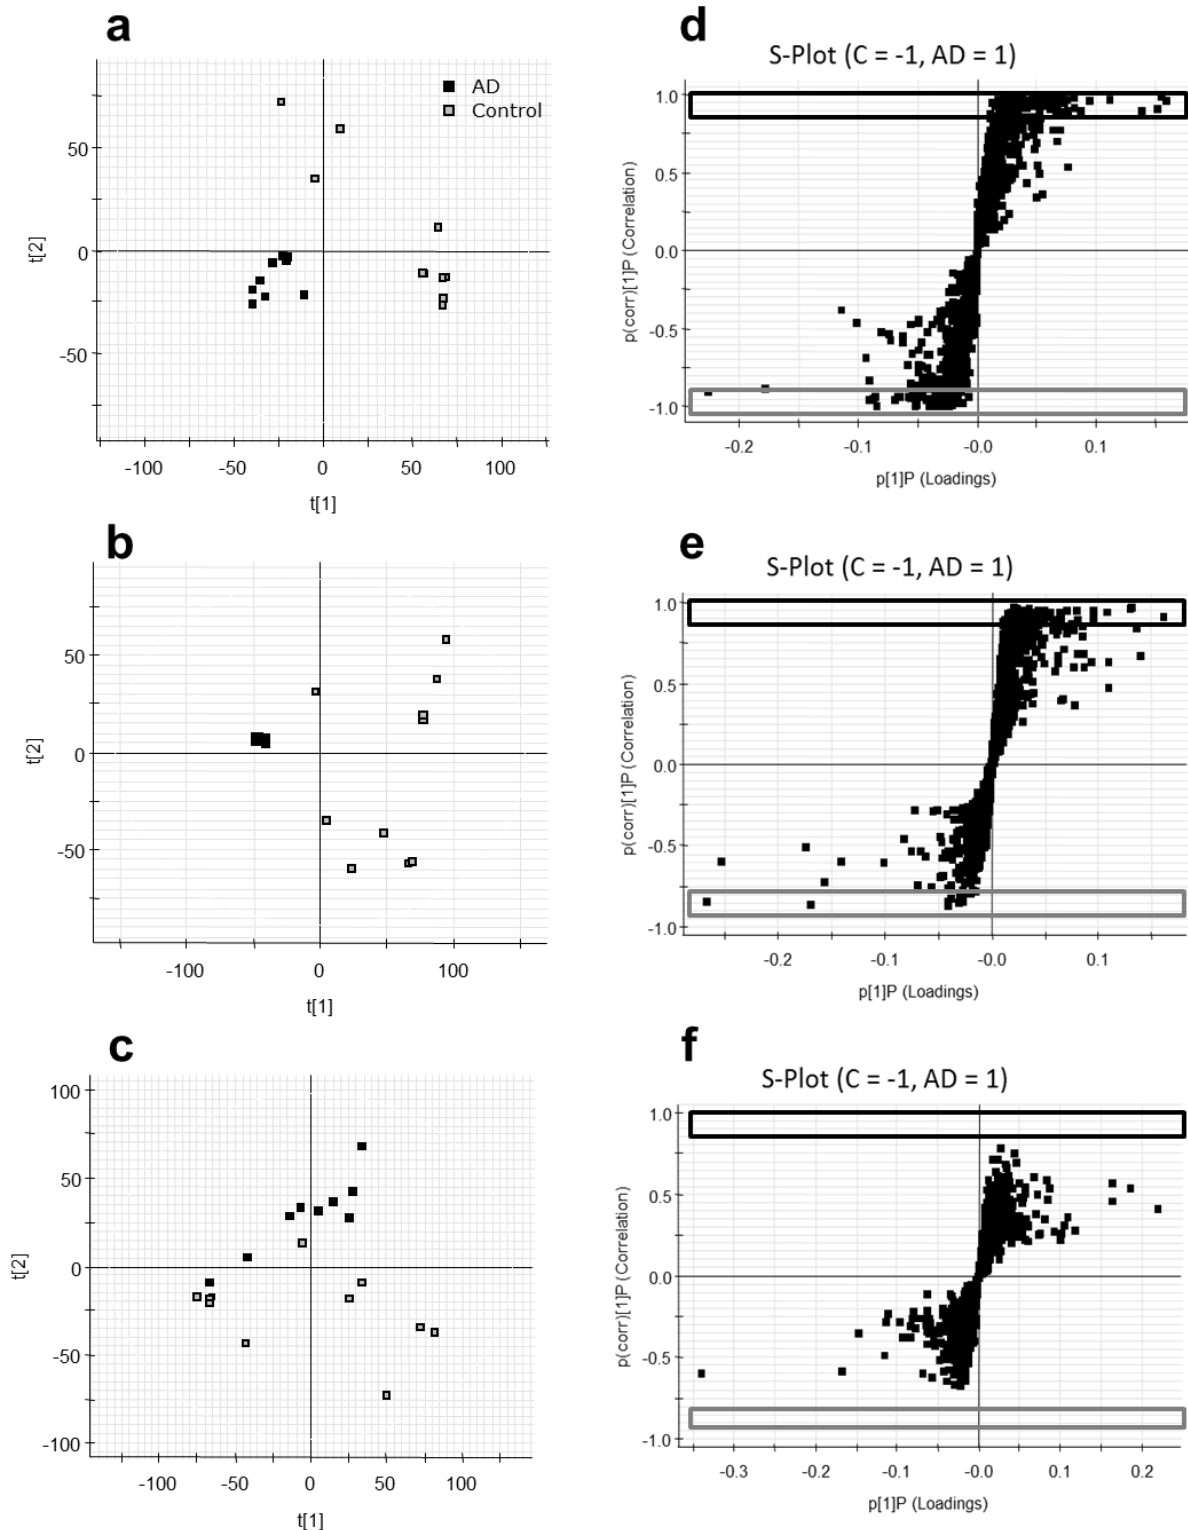 a
AD
Control
50
0
-50
t[2]
-100
-50
0
50
100
t[1]
d
S-Plot (C = -1, AD = 1)
1.0
0.5
0.0
-0.5
-1.0
p(corr)[1]P (Correlation)
-0.2
-0.1
-0.0
0.1
p[1]P (Loadings)
b
50
0
-50
t[2]
-100
0
100
t[1]
e
S-Plot (C = -1, AD = 1)
1.0
0.5
0.0
-0.5
-1.0
p(corr)[1]P (Correlation)
-0.2
-0.1
-0.0
0.1
p[1]P (Loadings)
c
100
50
0
-50
-100
t[2]
-100
-50
0
50
100
t[1]
f
S-Plot (C = -1, AD = 1)
1.0
0.5
0.0
-0.5
-1.0
p(corr)[1]P (Correlation)
-0.3
-0.2
-0.1
-0.0
0.1
0.2
p[1]P (Loadings)